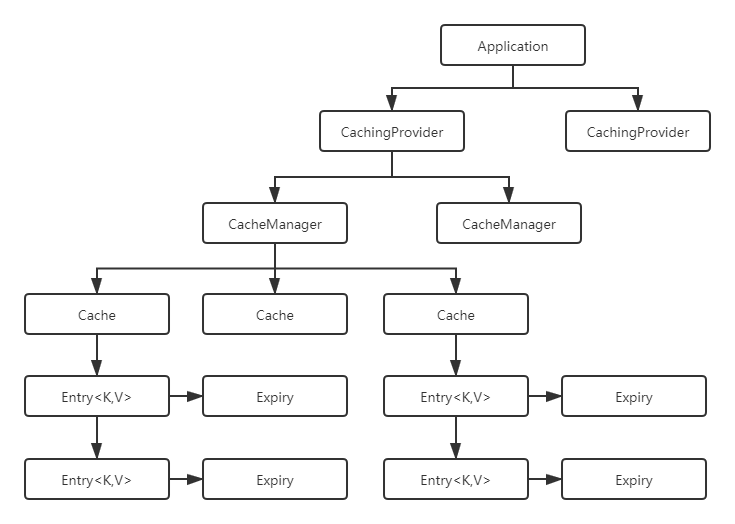 Application
CachingProvider
CachingProvider
CacheManager
CacheManager
Cache
Cache
Cache
Entry<K,V>
Expiry
Entry<K,V>
Expiry
Entry<K,V>
Expiry
Entry<K,V>
Expiry